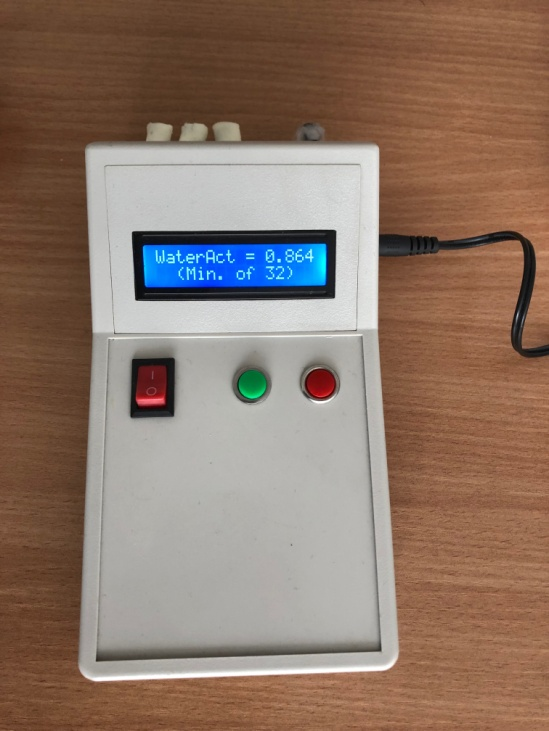 WaterAct = 0.864
(Min. of 32)